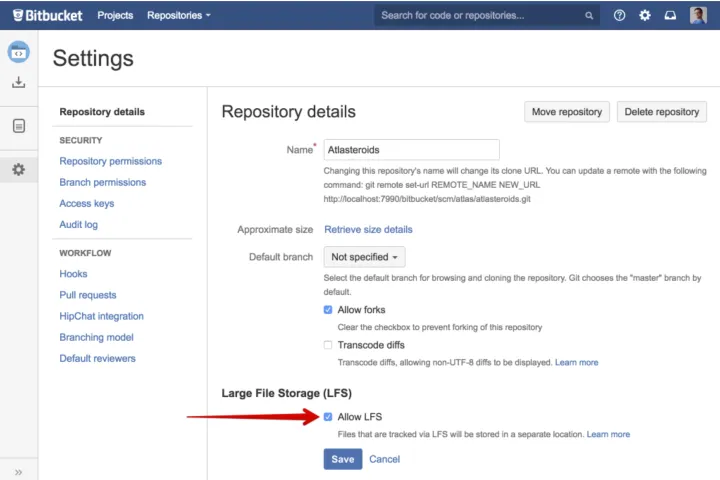 Bitbucket Projects Repositories Search for code or repositories...
Settings
Repository details
SECURITY
Repository permissions
Branch permissions
Access keys
Audit log
WORKFLOW
Hooks
Pull requests
HipChat integration
Branching model
Default reviewers
Repository details Move repository Delete repository
Name* Atlasteroids
Changing this repository's name will change its clone URL. You can update a remote with the following
command: git remote set-url REMOTE_NAME NEW_URL
http://localhost:7990/bitbucket/scm/atlas/atlasteroids.git
Approximate size Retrieve size details
Default branch Not specified
Select the default branch for browsing and cloning the repository. Git chooses the "master" branch by
default.
Allow forks
Clear the checkbox to prevent forking of this repository
Transcode diffs
Transcode diffs, allowing non-UTF-8 diffs to be displayed. Learn more
Large File Storage (LFS)
Allow LFS
Files that are tracked via LFS will be stored in a separate location. Learn more
Save Cancel